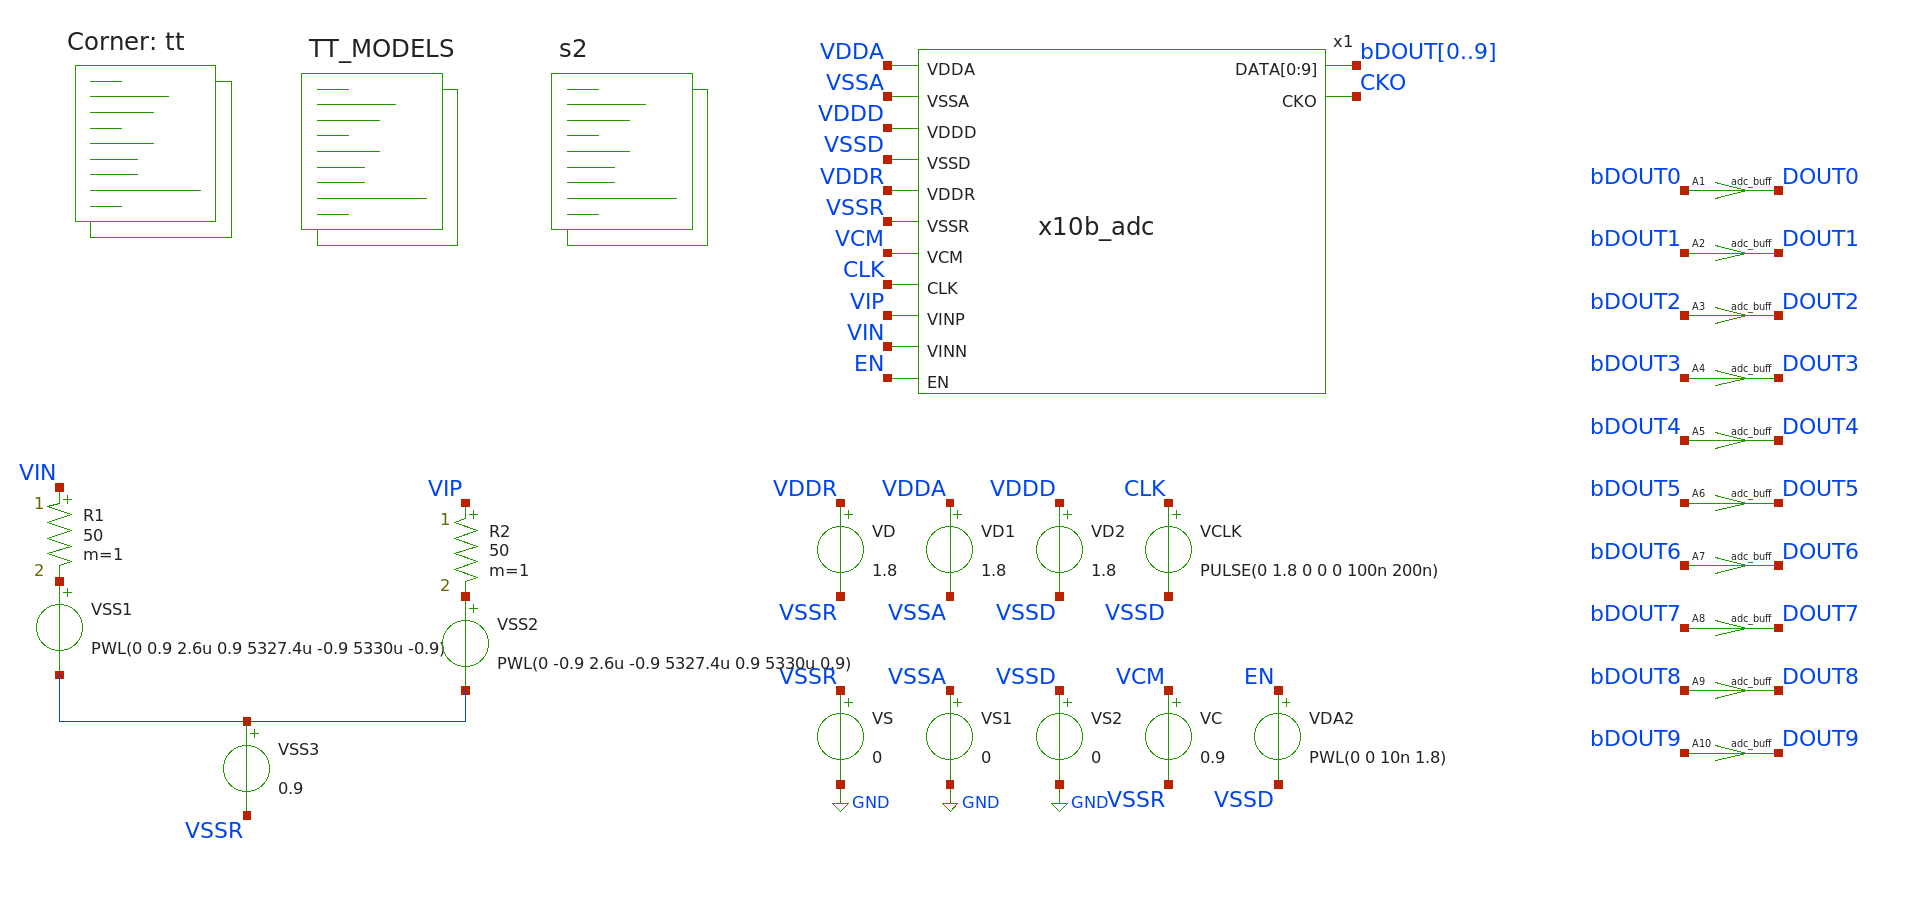 Corner: tt
TT_MODELS
s2
x1
VDDA
VSSA
VDDD
VSSD
VDDR
VSSR
VCM
CLK
VIP
VIN
EN
VDDA
VSSA
VDDD
VSSD
VDDR
VSSR
VCM
CLK
VINP
VINN
EN
x10b_adc
DATA[0:9]
CKO
bDOUT[0..9]
CKO
bDOUT0 A1 adc_buff DOUT0
bDOUT1 A2 adc_buff DOUT1
bDOUT2 A3 adc_buff DOUT2
bDOUT3 A4 adc_buff DOUT3
bDOUT4 A5 adc_buff DOUT4
bDOUT5 A6 adc_buff DOUT5
bDOUT6 A7 adc_buff DOUT6
bDOUT7 A8 adc_buff DOUT7
bDOUT8 A9 adc_buff DOUT8
bDOUT9 A10 adc_buff DOUT9
VIN
1
+
R1
50
m=1
2
+
VSS1
PWL(0 0.9 2.6u 0.9 5327.4u -0.9 5330u -0.9)
VIP
1
+
R2
50
m=1
2
+
VSS2
PWL(0 -0.9 2.6u -0.9 5327.4u 0.9 5330u 0.9)
+
VSS3
0.9
VSSR
VDDR
+
VD
1.8
VSSR
VDDA
+
VD1
1.8
VSSA
VDDD
+
VD2
1.8
VSSD
CLK
+
VCLK
PULSE(0 1.8 0 0 0 100n 200n)
VSSD
VSSR
+
VS
0
GND
VSSA
+
VS1
0
GND
VSSD
+
VS2
0
GND
VCM
+
VC
0.9
VSSR
EN
+
VDA2
PWL(0 0 10n 1.8)
VSSD